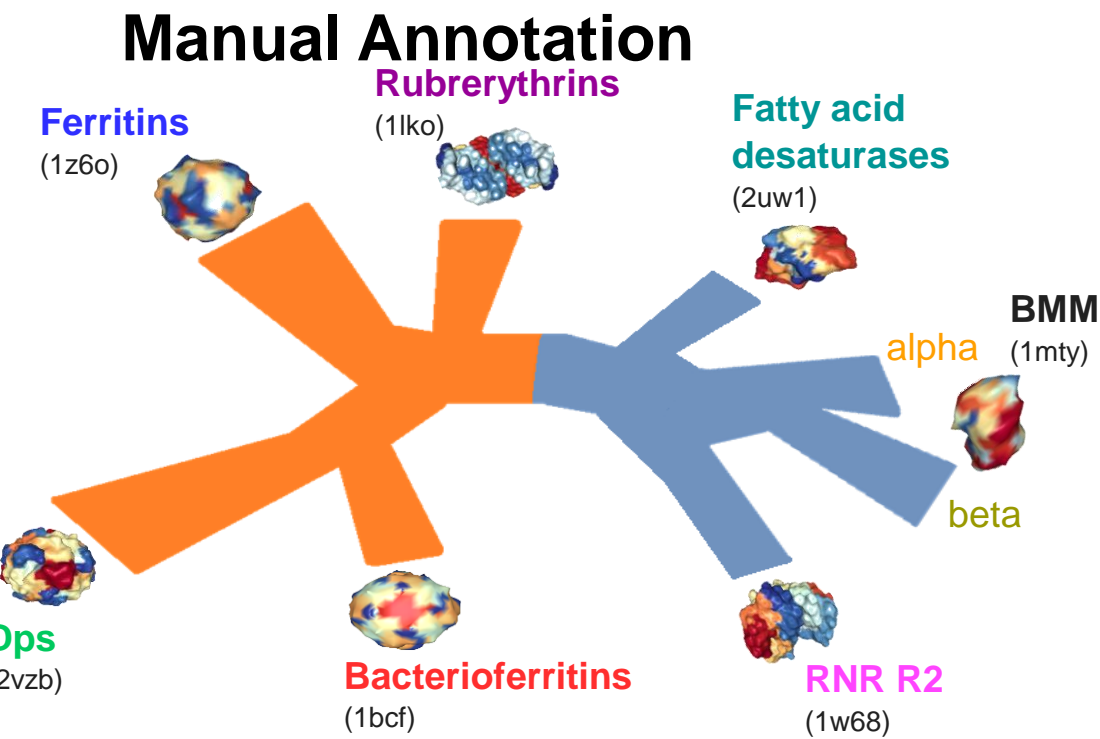 Manual Annotation
Rubrerythrins
(1lko)
Ferritins
(1z6o)
Fatty acid
desaturases
(2uw1)
BMM
(1mty)
alpha
beta
Dps
2vzb)
Bacterioferritins
(1bcf)
RNR R2
(1w68)